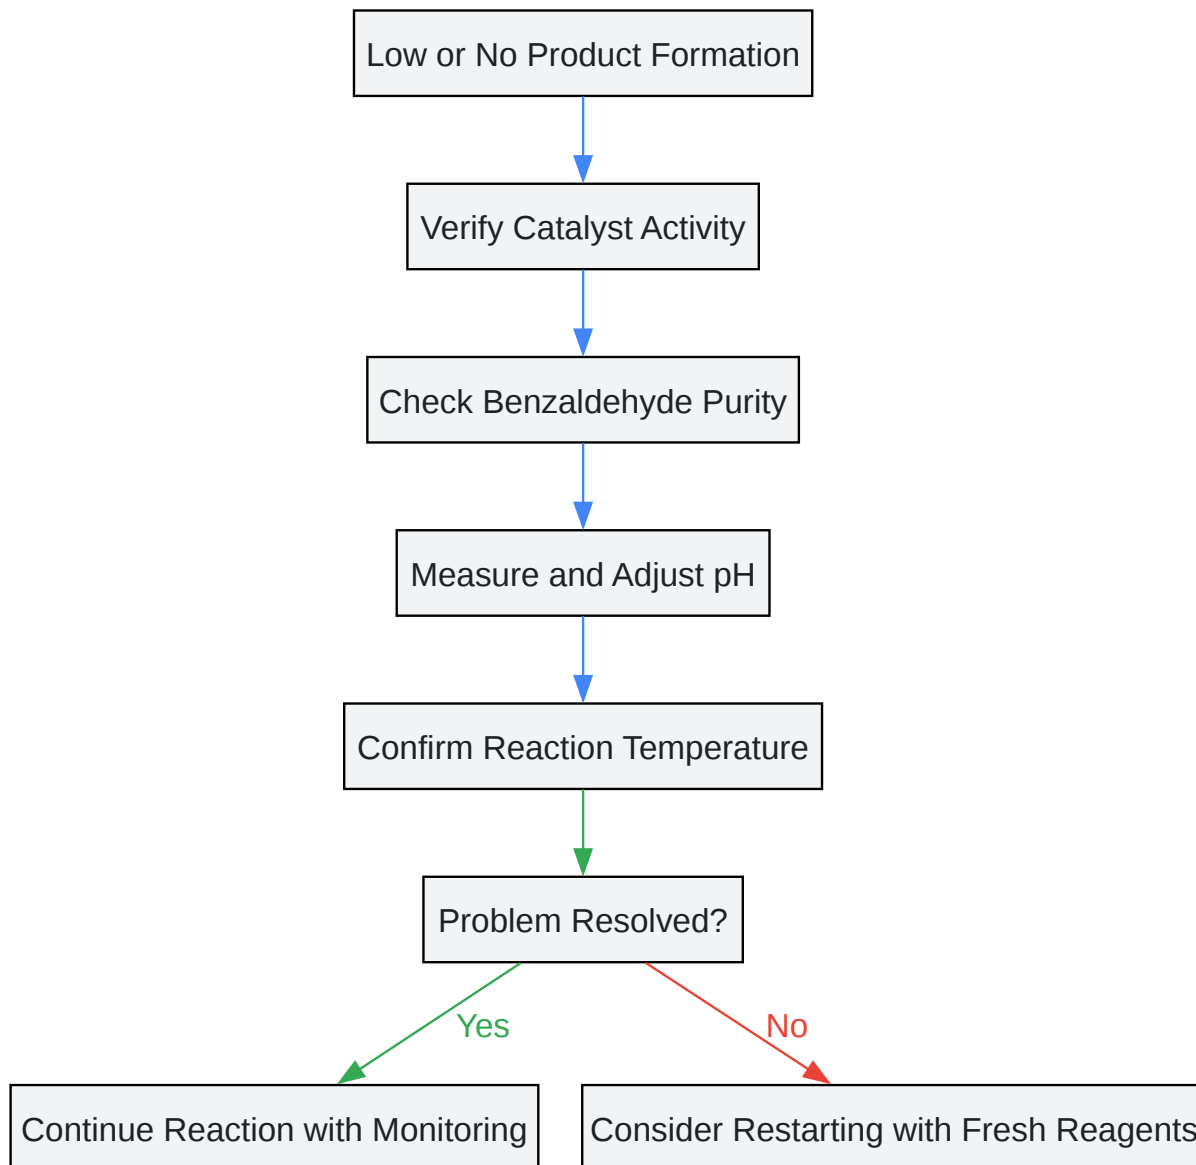 Low or No Product Formation
Verify Catalyst Activity
Check Benzaldehyde Purity
Measure and Adjust pH
Confirm Reaction Temperature
Problem Resolved?
Yes
No
Continue Reaction with Monitoring
Consider Restarting with Fresh Reagents